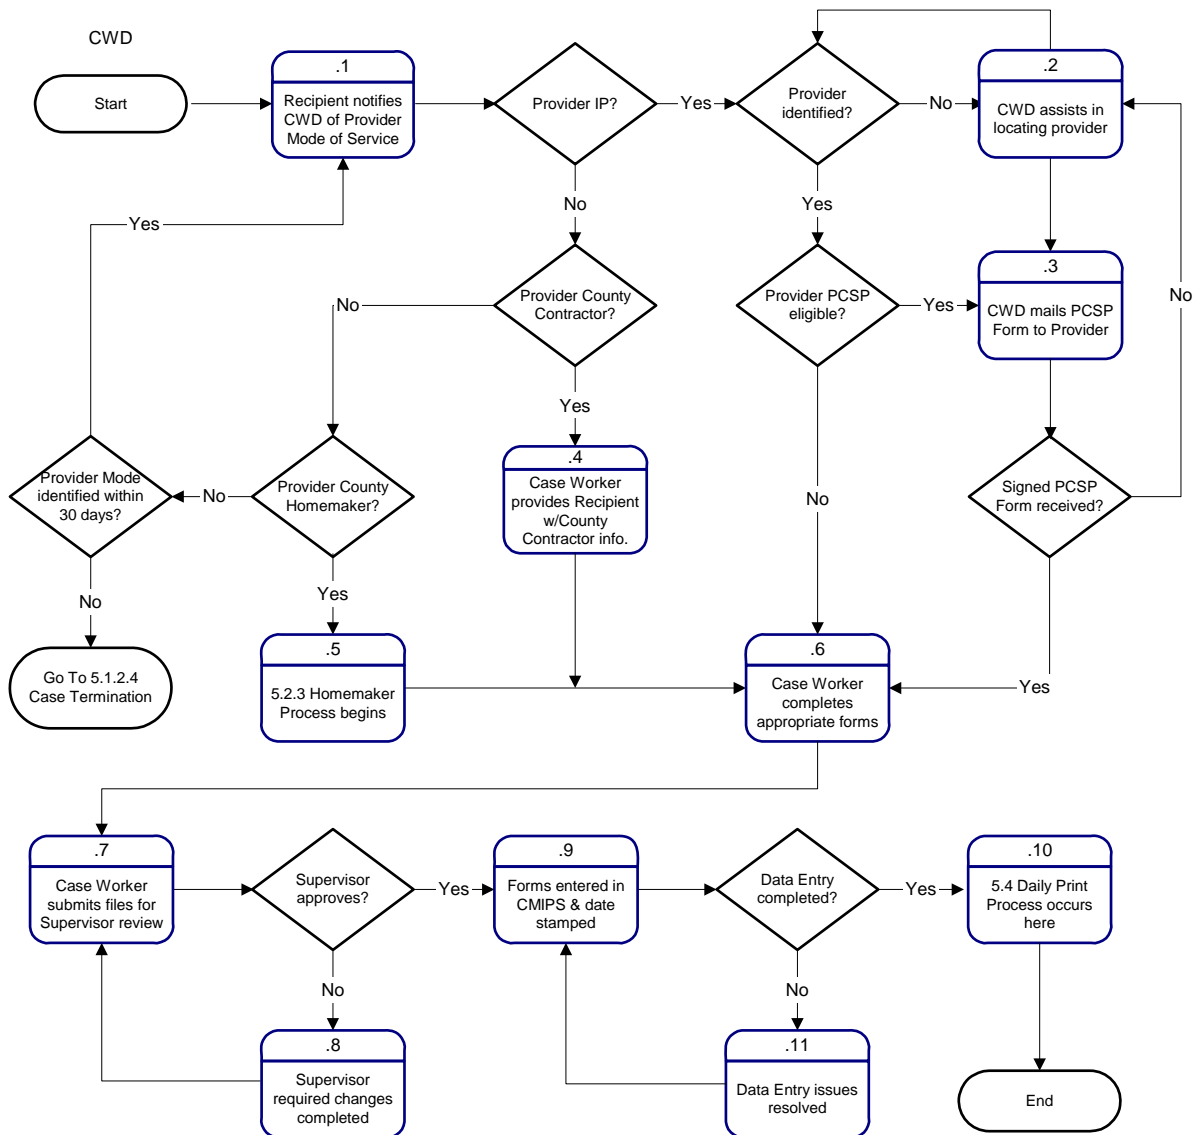 CWD
Start
.1
Recipient notifies
CWD of Provider
Mode of Service
Provider IP?
Yes
Provider
identified?
No
.2
CWD assists in
locating provider
Yes
No
Yes
No
Provider County
Contractor?
Provider PCSP
eligible?
Yes
.3
CWD mails PCSP
Form to Provider
No
Yes
Provider Mode
identified within
30 days?
No
Provider County
Homemaker?
.4
Case Worker
provides Recipient
w/County
Contractor info.
No
Signed PCSP
Form received?
No
Yes
Go To 5.1.2.4
Case Termination
.5
5.2.3 Homemaker
Process begins
.6
Case Worker
completes
appropriate forms
Yes
.7
Case Worker
submits files for
Supervisor review
Supervisor
approves?
Yes
.9
Forms entered in
CMIPS & date
stamped
Data Entry
completed?
Yes
.10
5.4 Daily Print
Process occurs
here
No
No
.8
Supervisor
required changes
completed
.11
Data Entry issues
resolved
End